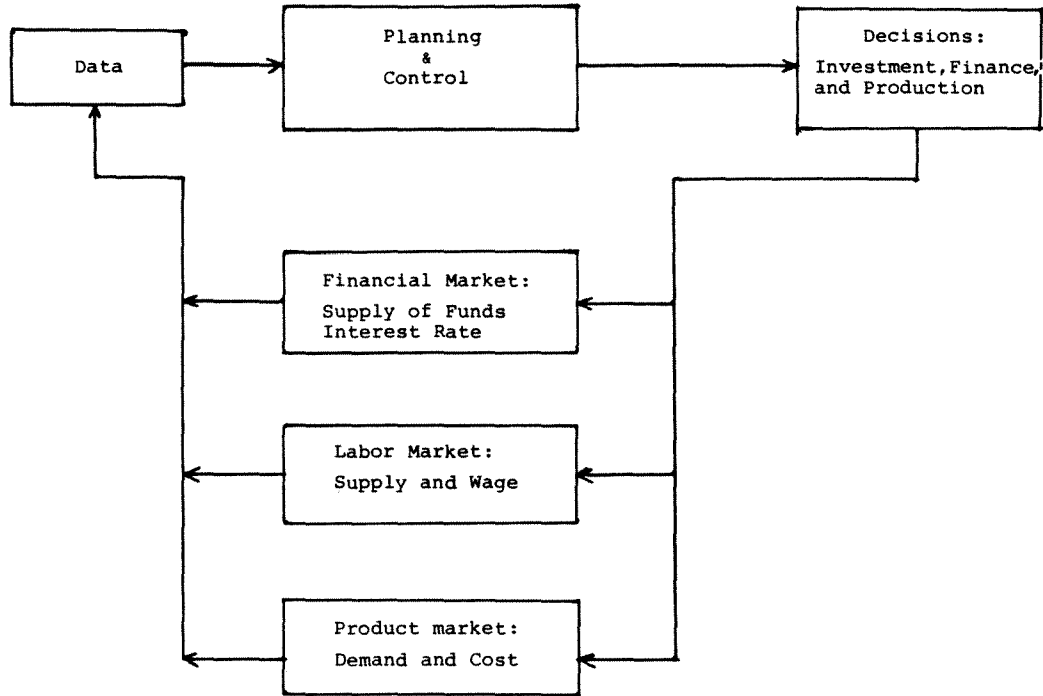 Data
Planning
&
Control
Decisions:
Investment,Finance,
and Production
Financial Market:
Supply of Funds
Interest Rate
Labor Market:
Supply and Wage
Product market:
Demand and Cost